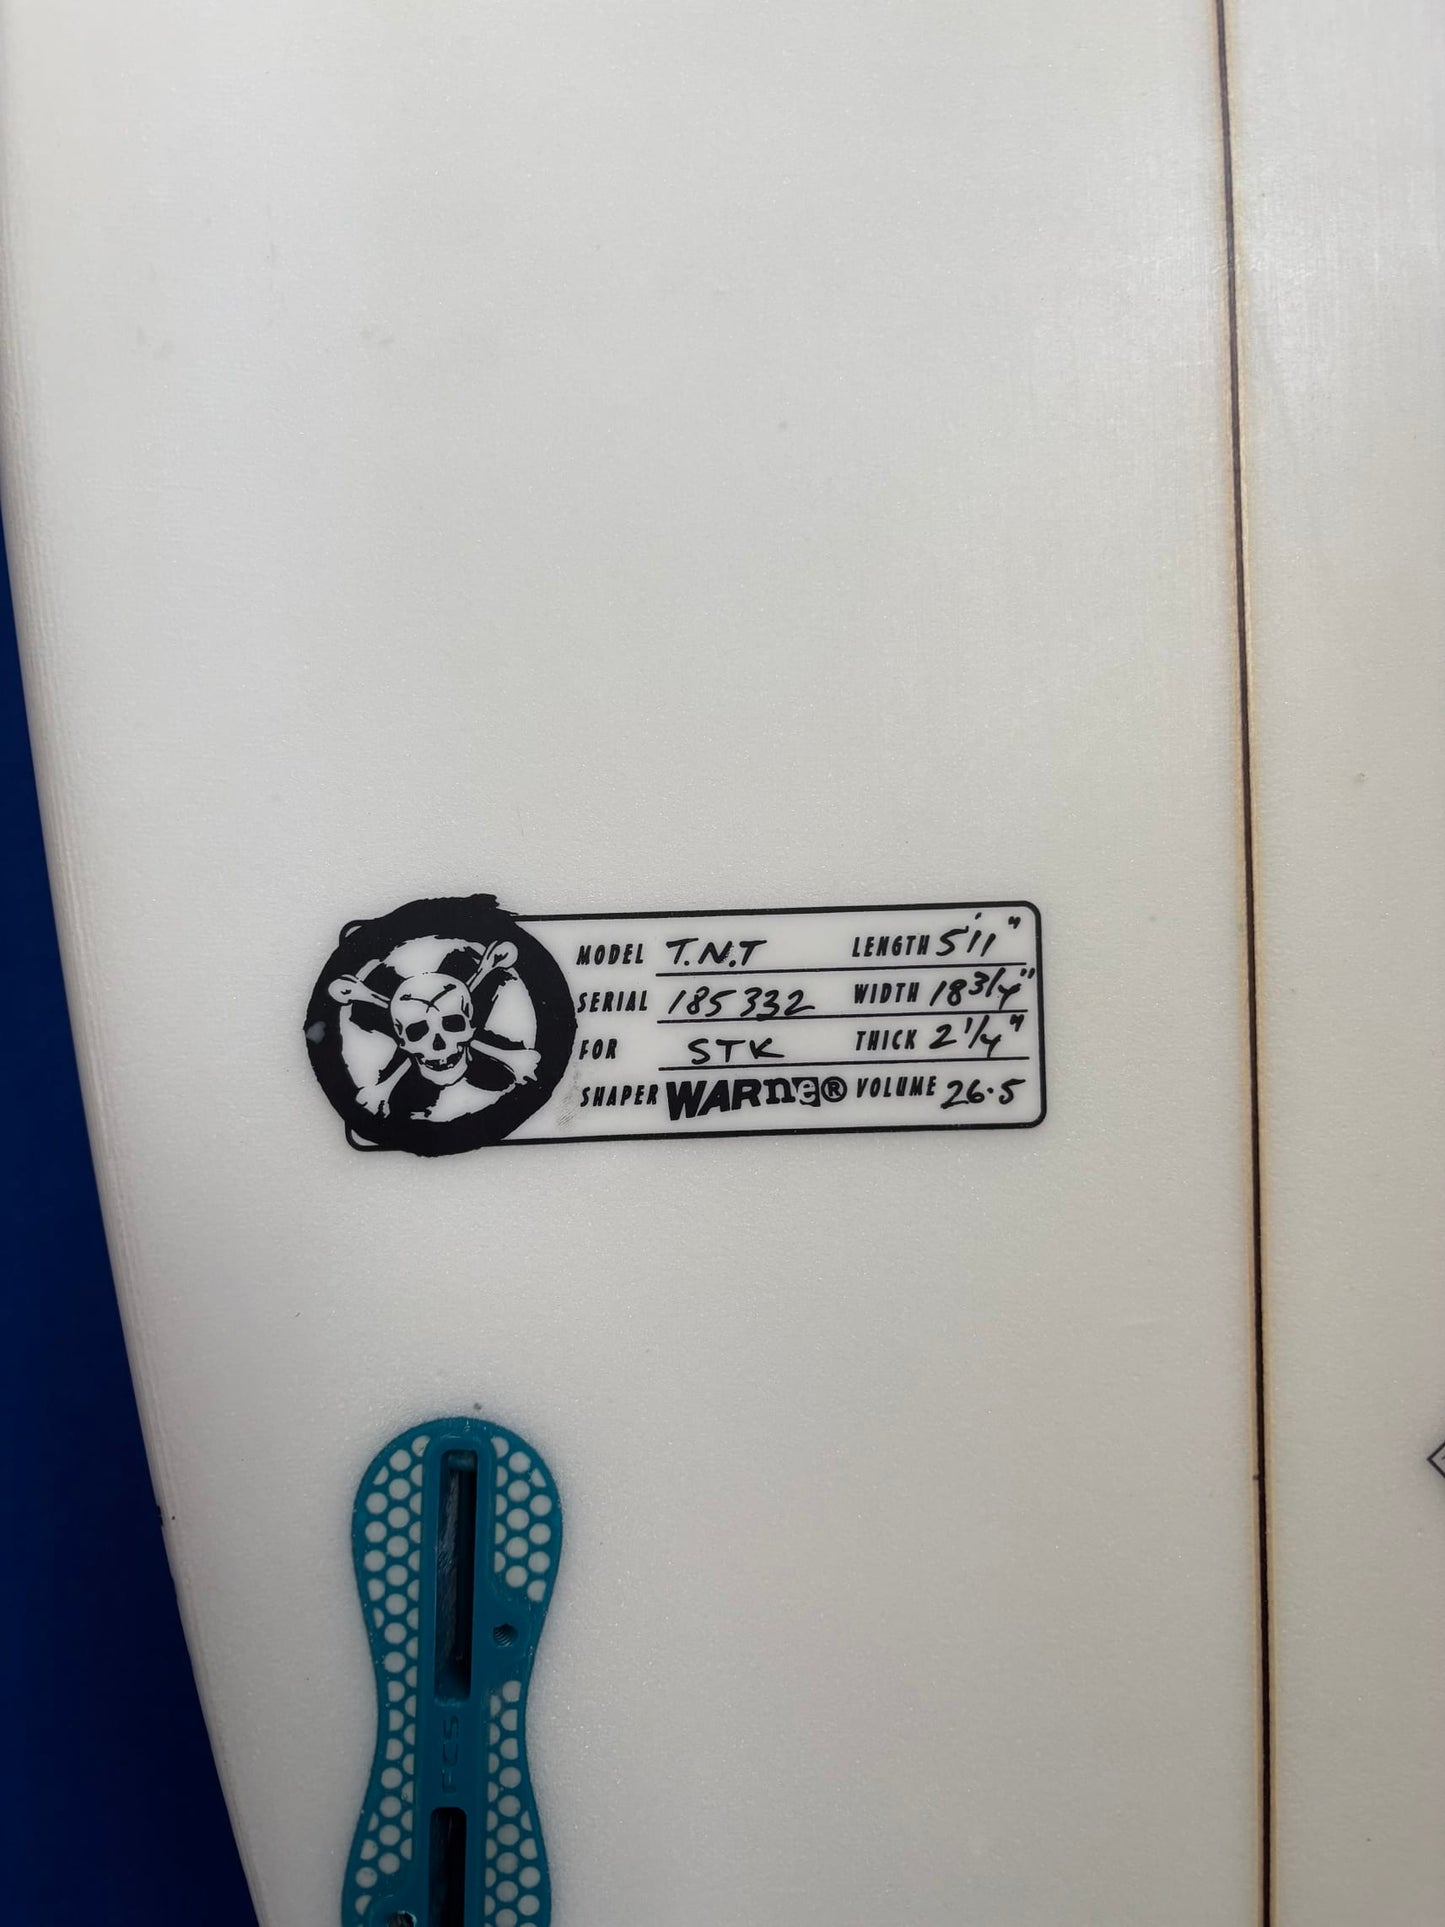 MODEL T.N.T LENGTH 5'11"
SERIAL 185332 WIDTH 18 3/4"
FOR STK THICK 2 1/4"
SHAPER WARneR® VOLUME 26.5
FCS